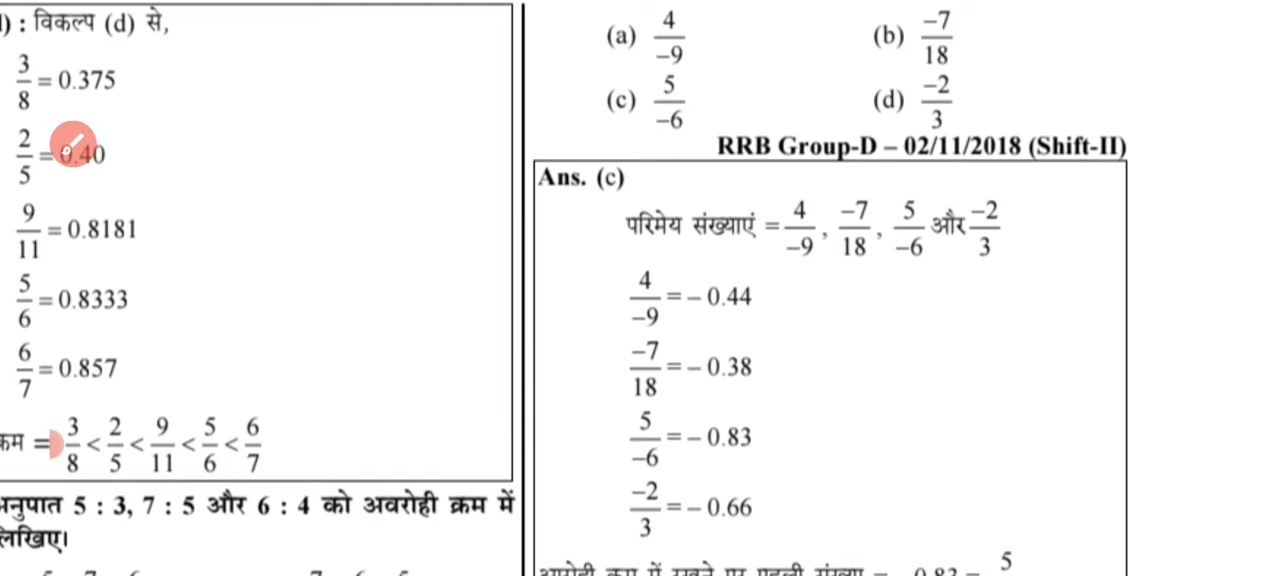 ) : विकल्प (d) से,
3/8 = 0.375
2/5 = 0.40
9/11 = 0.8181
5/6 = 0.8333
6/7 = 0.857
3/8 < 2/5 < 9/11 < 5/6 < 6/7
5 : 3, 7 : 5 और 6 : 4 को अवरोही क्रम में
(a) 4/–9 (b) –7/18
(c) 5/–6 (d) –2/3
RRB Group-D – 02/11/2018 (Shift-II)
Ans. (c)
परिमेय संख्याएं = 4/–9, –7/18, 5/–6 और –2/3
4/–9 = – 0.44
–7/18 = – 0.38
5/–6 = – 0.83
–2/3 = – 0.66